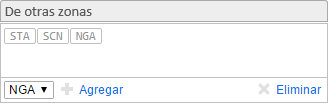 De otras zonas
STA SCN NGA
NGA Agregar Eliminar